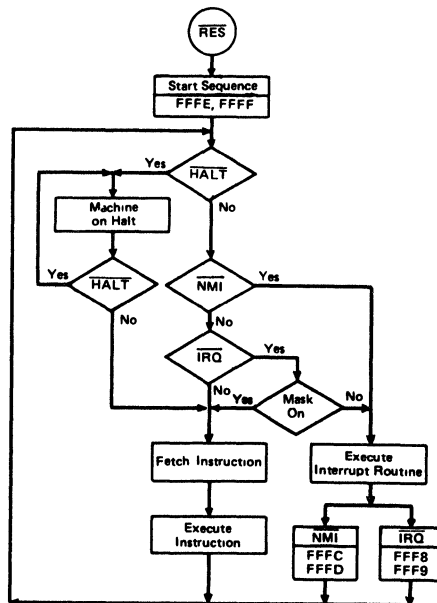 RES
Start Sequence
FFFE, FFFF
Yes
HALT
No
Machine
on Halt
Yes
HALT
No
NMI
Yes
No
IRQ
Yes
No
Yes
Mask
On
No
Fetch Instruction
Execute
Interrupt Routine
Execute
Instruction
NMI
FFFC
FFFD
IRQ
FFF8
FFF9